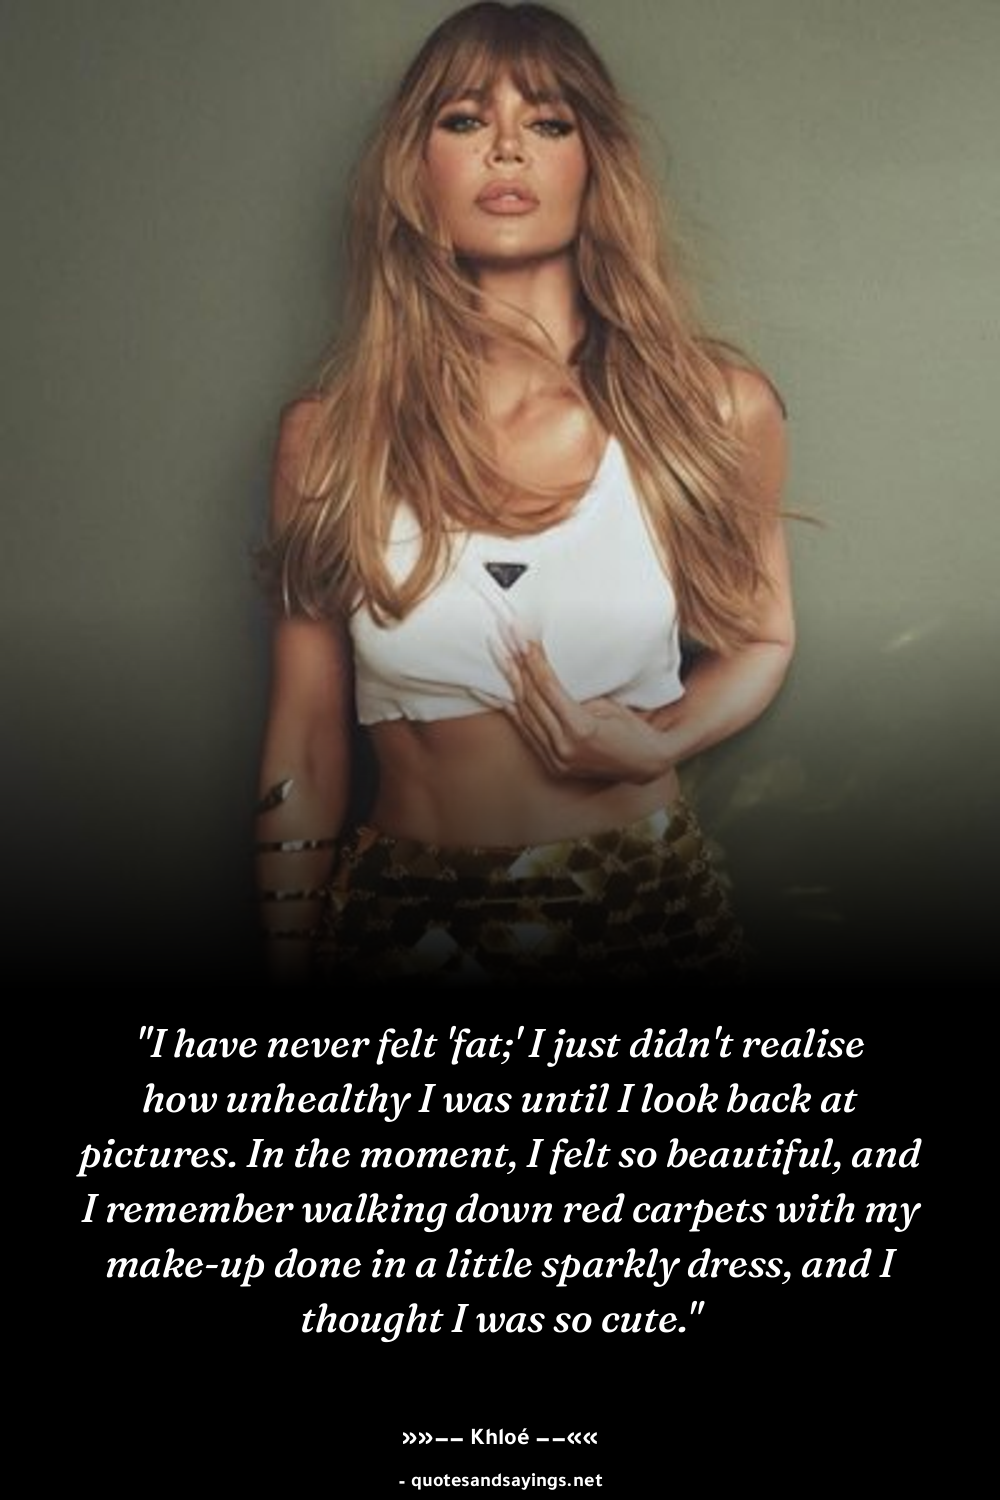 "I have never felt 'fat;' I just didn't realise
how unhealthy I was until I look back at
pictures. In the moment, I felt so beautiful, and
I remember walking down red carpets with my
make-up done in a little sparkly dress, and I
thought I was so cute."
»»–– Khloé ––««
- quotesandsayings.net